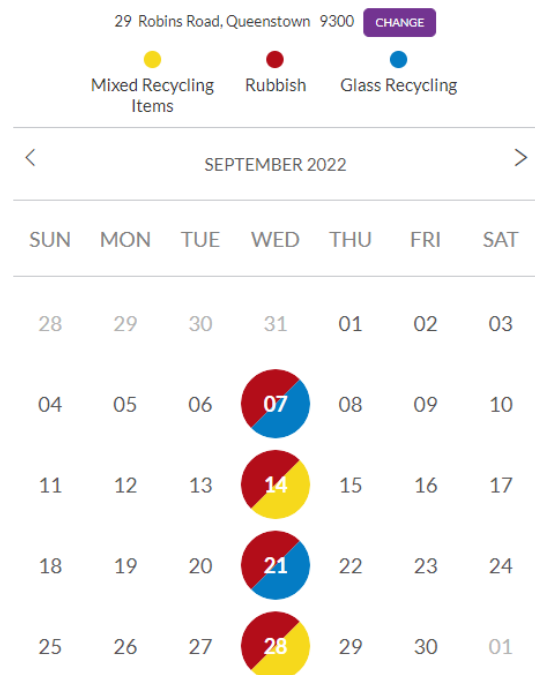 29 Robins Road, Queenstown 9300 CHANGE
Mixed Recycling Items
Rubbish
Glass Recycling
SEPTEMBER 2022
SUN MON TUE WED THU FRI SAT
28 29 30 31 01 02 03
04 05 06 07 08 09 10
11 12 13 14 15 16 17
18 19 20 21 22 23 24
25 26 27 28 29 30 01